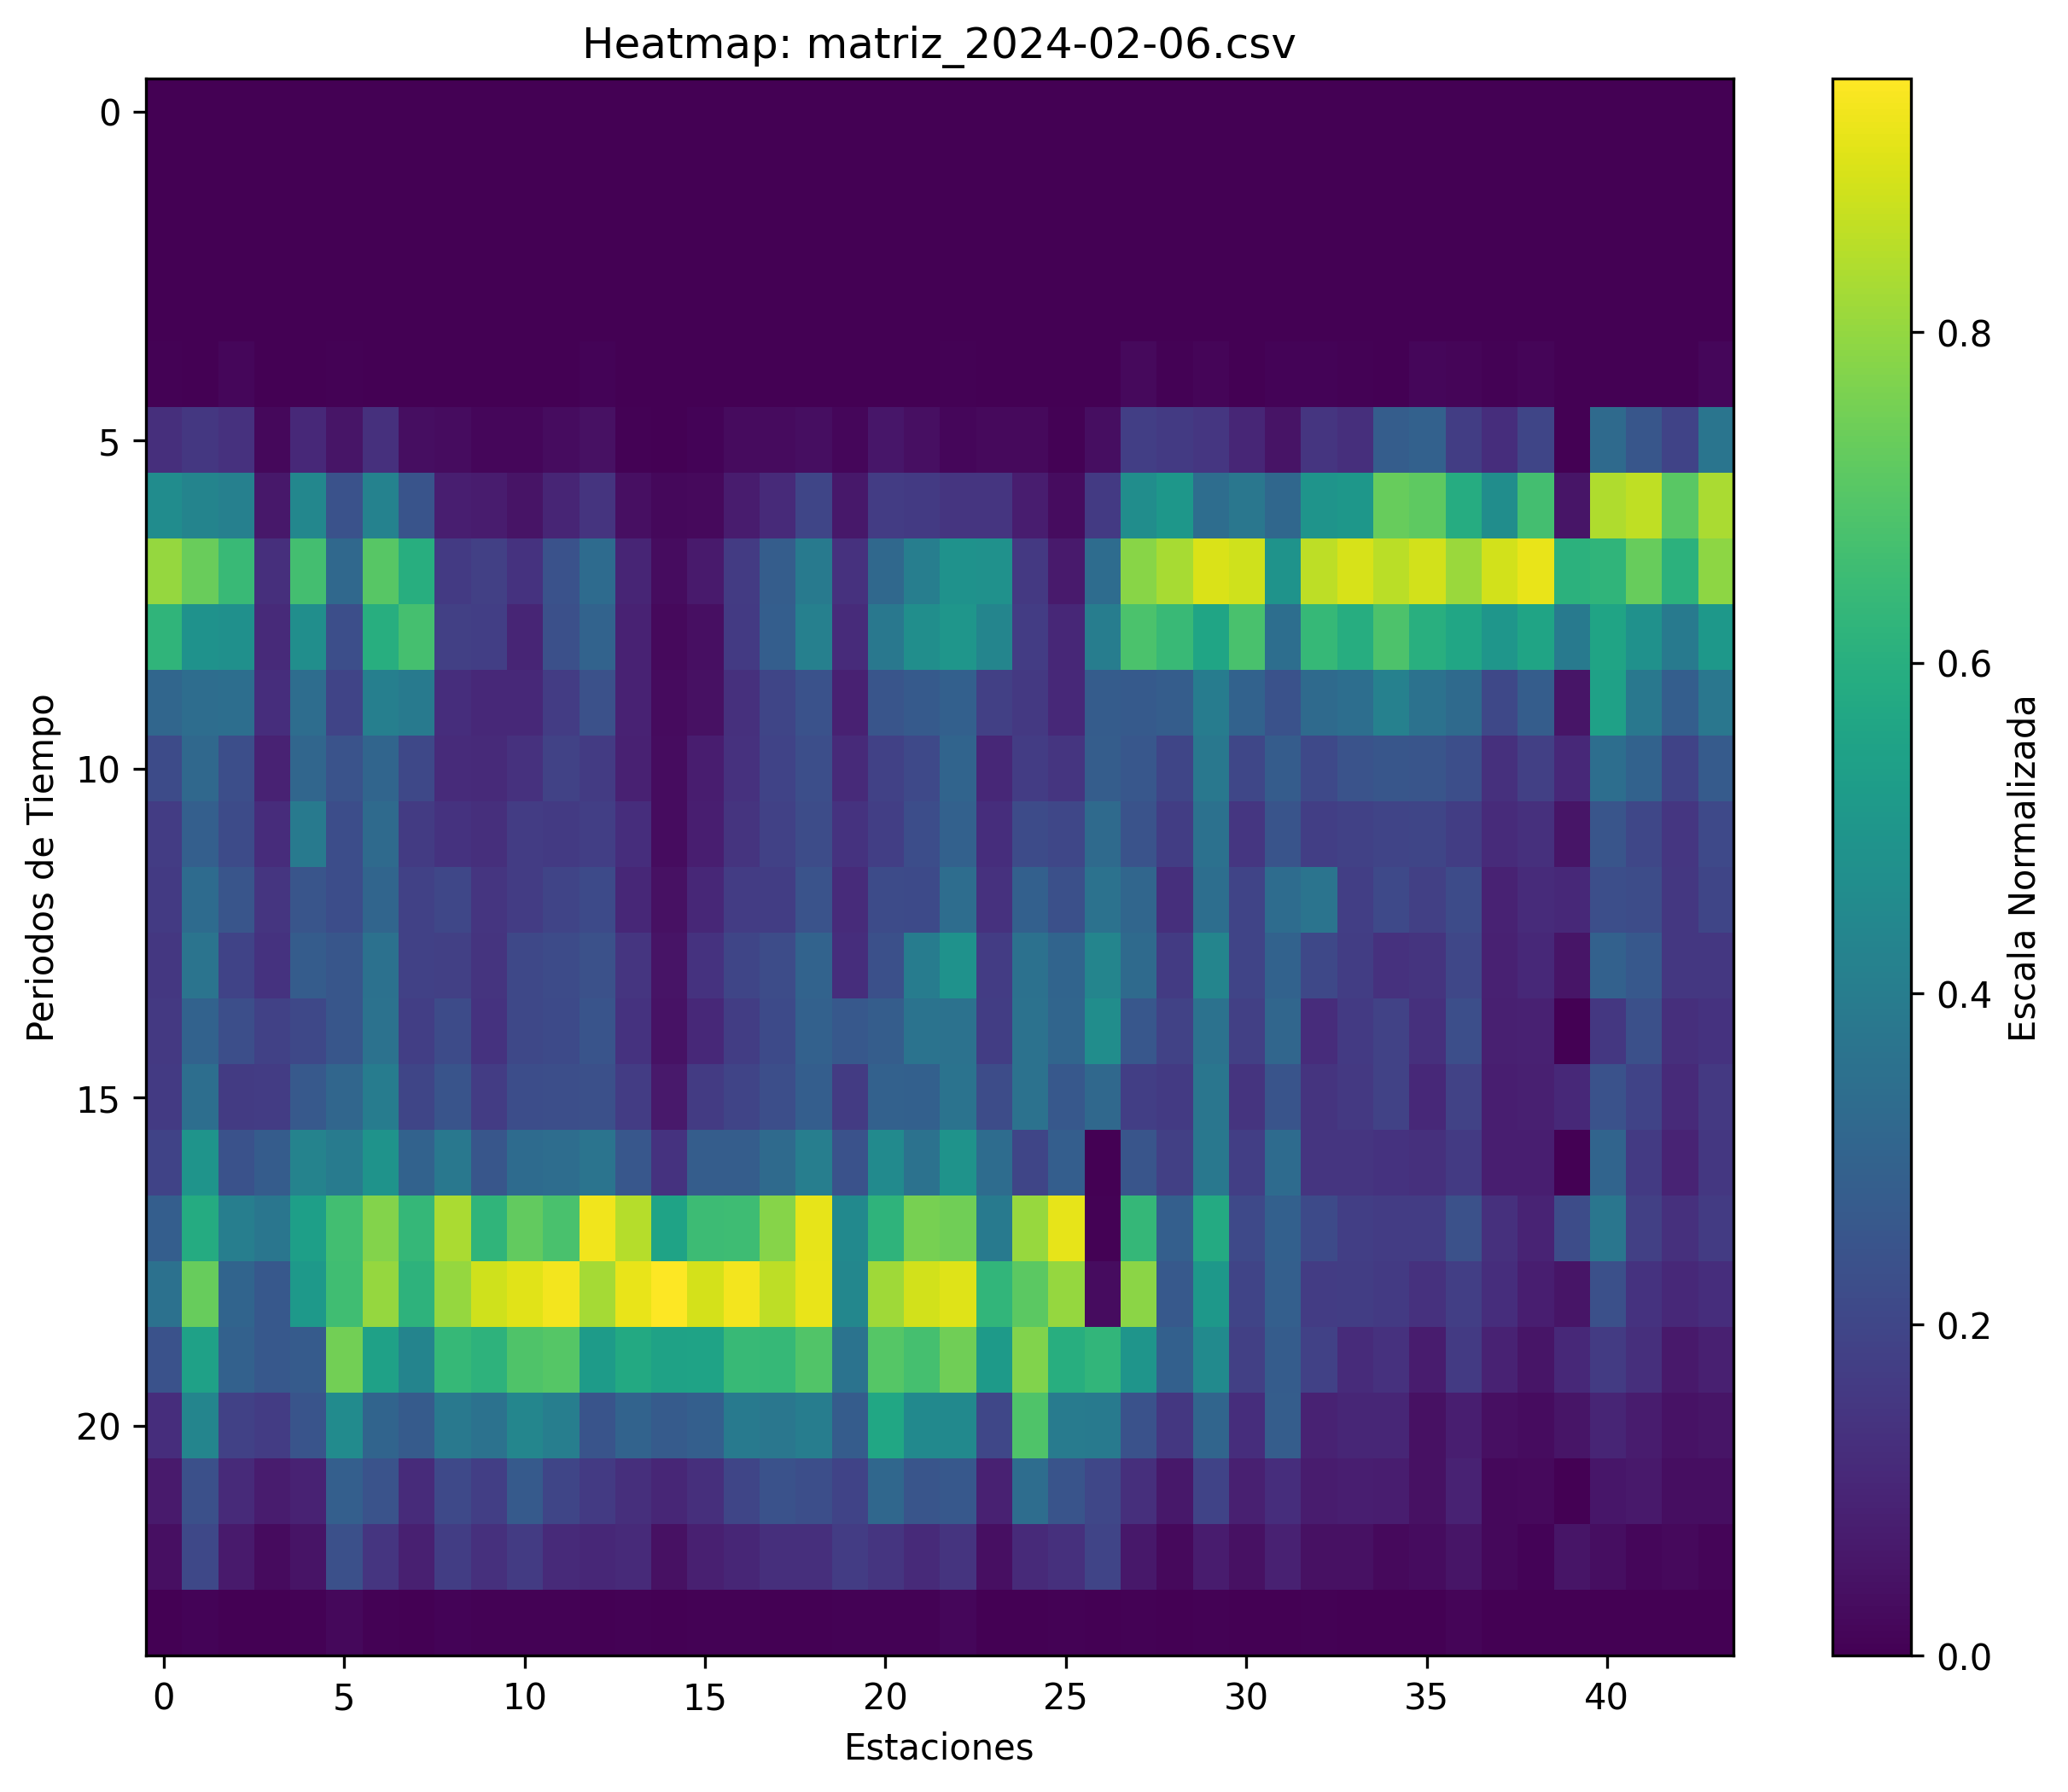 Heatmap: matriz_2024-02-06.csv
Periodos de Tiempo
0
5
10
15
20
0 5 10 15 20 25 30 35 40
Estaciones
0.8
0.6
0.4
0.2
0.0
Escala Normalizada